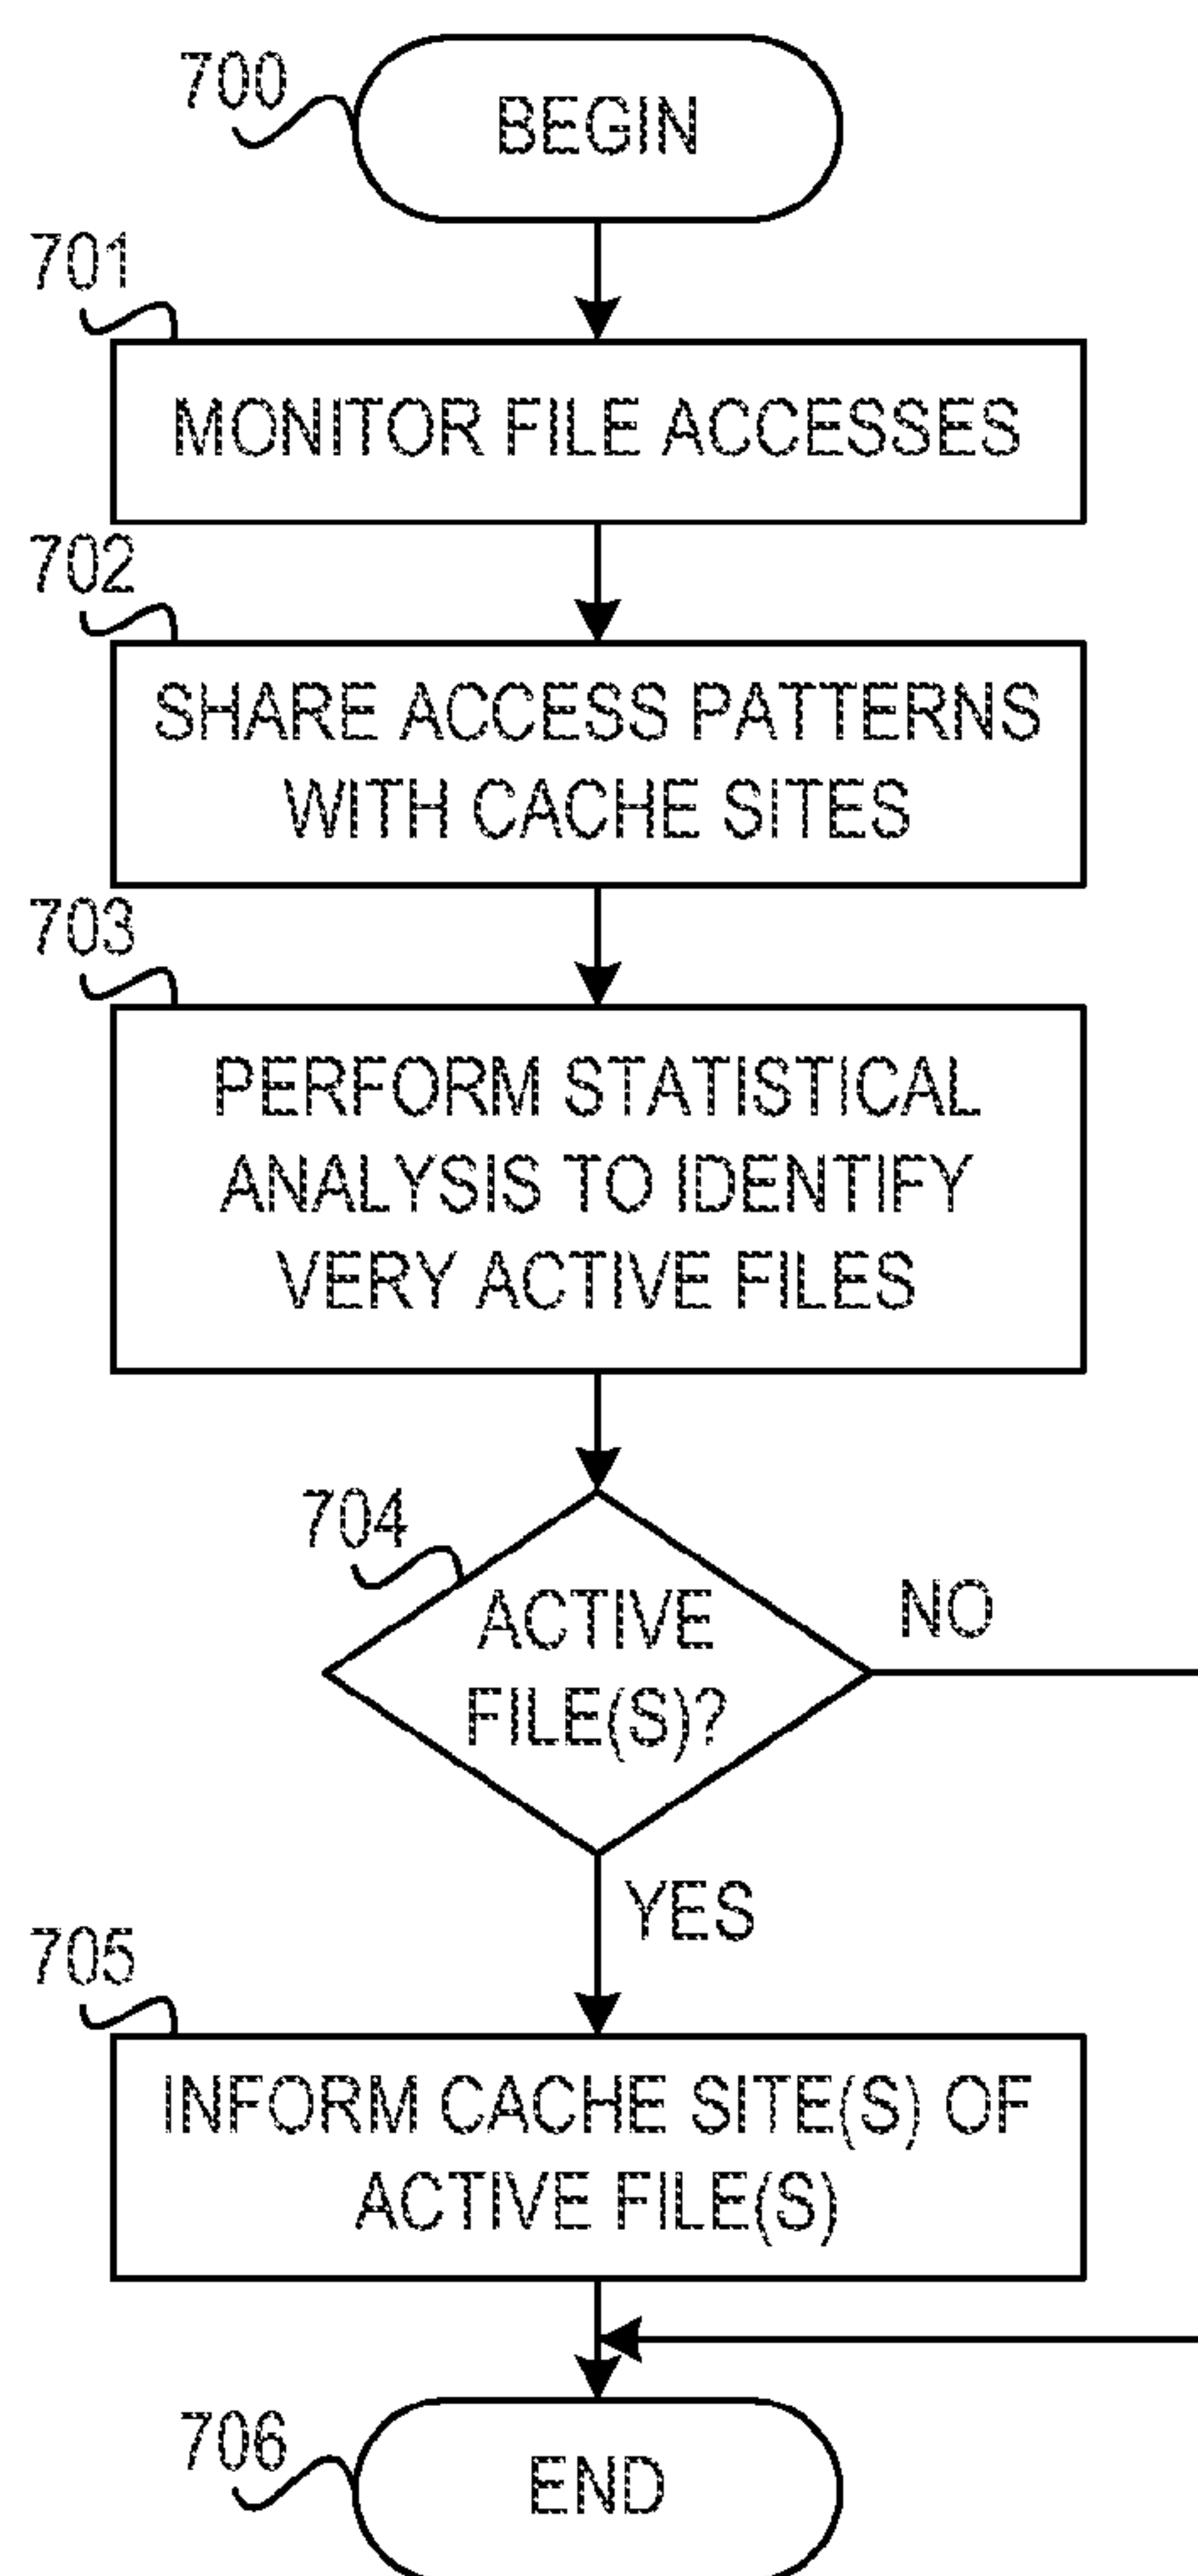 700
BEGIN
701
MONITOR FILE ACCESSES
702
SHARE ACCESS PATTERNS
WITH CACHE SITES
703
PERFORM STATISTICAL
ANALYSIS TO IDENTIFY
VERY ACTIVE FILES
704
ACTIVE
FILE(S)?
NO
YES
705
INFORM CACHE SITE(S) OF
ACTIVE FILE(S)
706
END